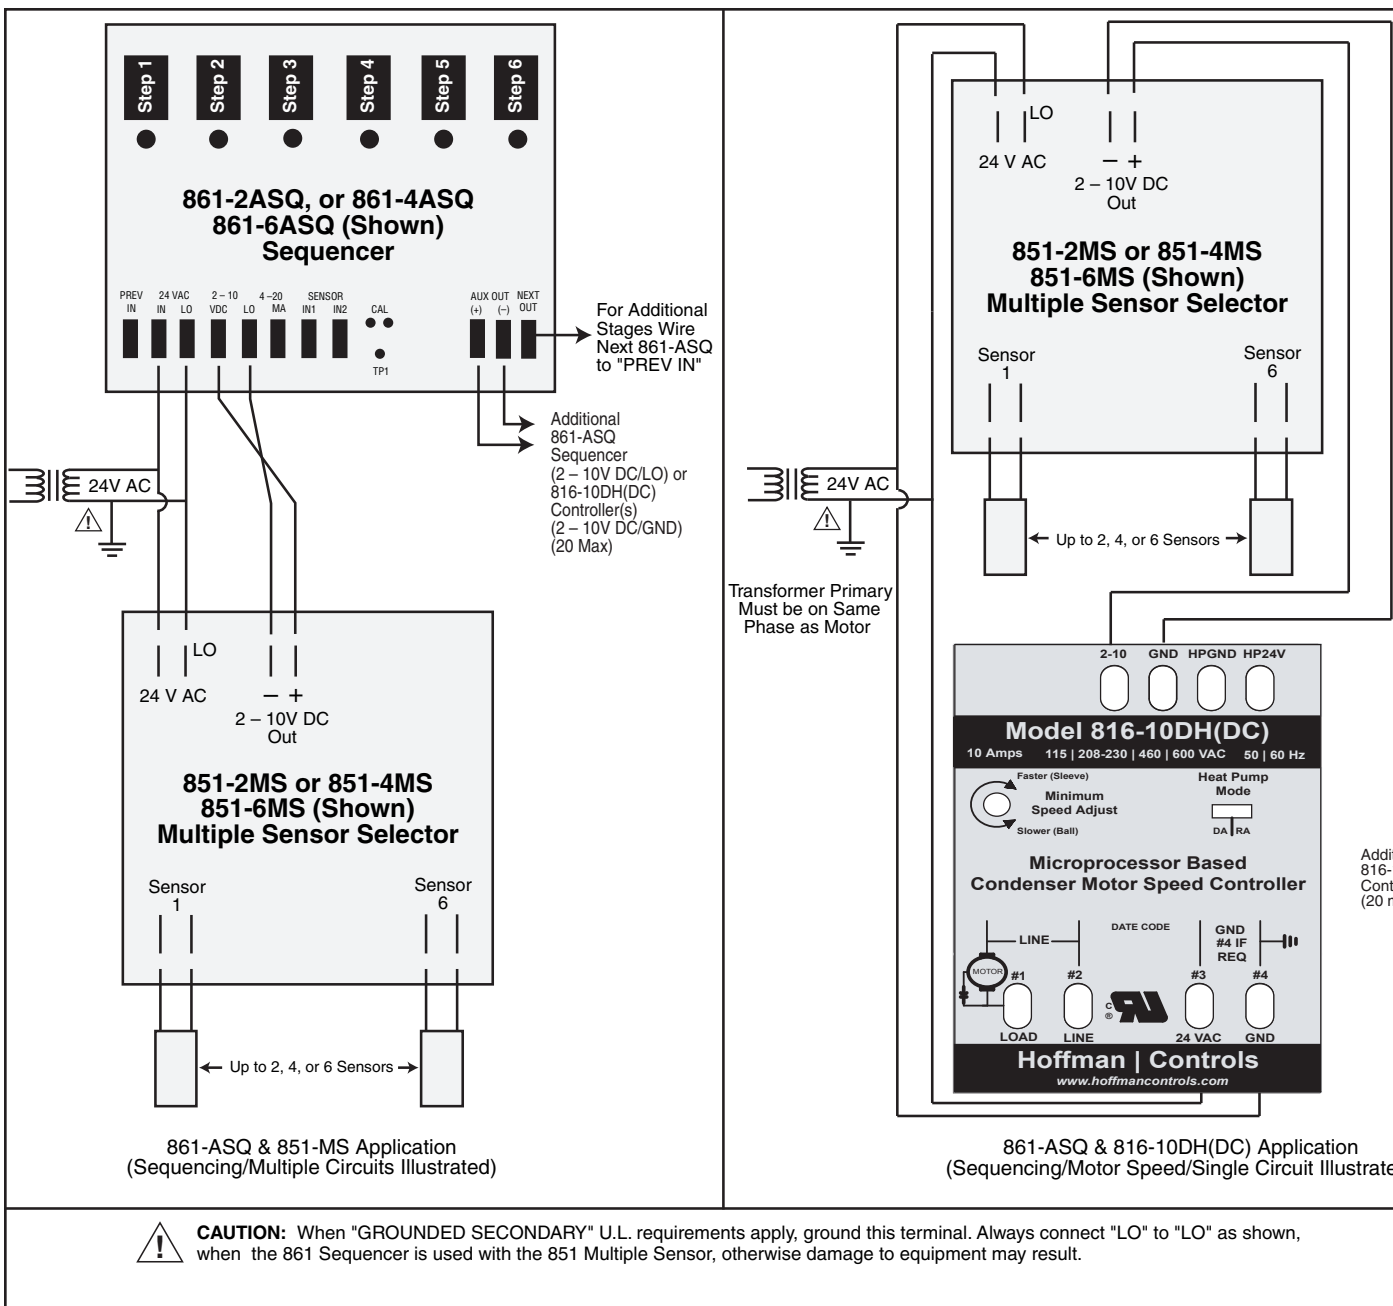 Step 1
Step 2
Step 3
Step 4
Step 5
Step 6
861-2ASQ, or 861-4ASQ
861-6ASQ (Shown)
Sequencer
PREV 24 VAC 2 – 10 4 –20 SENSOR AUX OUT NEXT
IN IN LO VDC LO MA IN1 IN2 CAL (+) (–) OUT
TP1
For Additional
Stages Wire
Next 861-ASQ
to "PREV IN"
Additional
861-ASQ
Sequencer
(2 – 10V DC/LO) or
816-10DH(DC)
Controller(s)
(2 – 10V DC/GND)
(20 Max)
24V AC
!
LO
24 V AC
– +
2 – 10V DC
Out
851-2MS or 851-4MS
851-6MS (Shown)
Multiple Sensor Selector
Sensor
1
Sensor
6
Up to 2, 4, or 6 Sensors
861-ASQ & 851-MS Application
(Sequencing/Multiple Circuits Illustrated)
LO
24 V AC
– +
2 – 10V DC
Out
851-2MS or 851-4MS
851-6MS (Shown)
Multiple Sensor Selector
Sensor
1
Sensor
6
24V AC
!
Up to 2, 4, or 6 Sensors
Transformer Primary
Must be on Same
Phase as Motor
2-10 GND HPGND HP24V
Model 816-10DH(DC)
10 Amps 115 | 208-230 | 460 | 600 VAC 50 | 60 Hz
Faster (Sleeve)
Minimum
Speed Adjust
Slower (Ball)
Heat Pump
Mode
DA RA
Microprocessor Based
Condenser Motor Speed Controller
LINE
DATE CODE
GND
#4 IF
REQ
MOTOR
#1 #2 #3 #4
C
®
LOAD LINE 24 VAC GND
Hoffman | Controls
www.hoffmancontrols.com
816-
(20
861-ASQ & 816-10DH(DC) Application
(Sequencing/Motor Speed/Single Circuit Illustrate
!
CAUTION: When "GROUNDED SECONDARY" U.L. requirements apply, ground this terminal. Always connect "LO" to "LO" as shown,
when the 861 Sequencer is used with the 851 Multiple Sensor, otherwise damage to equipment may result.